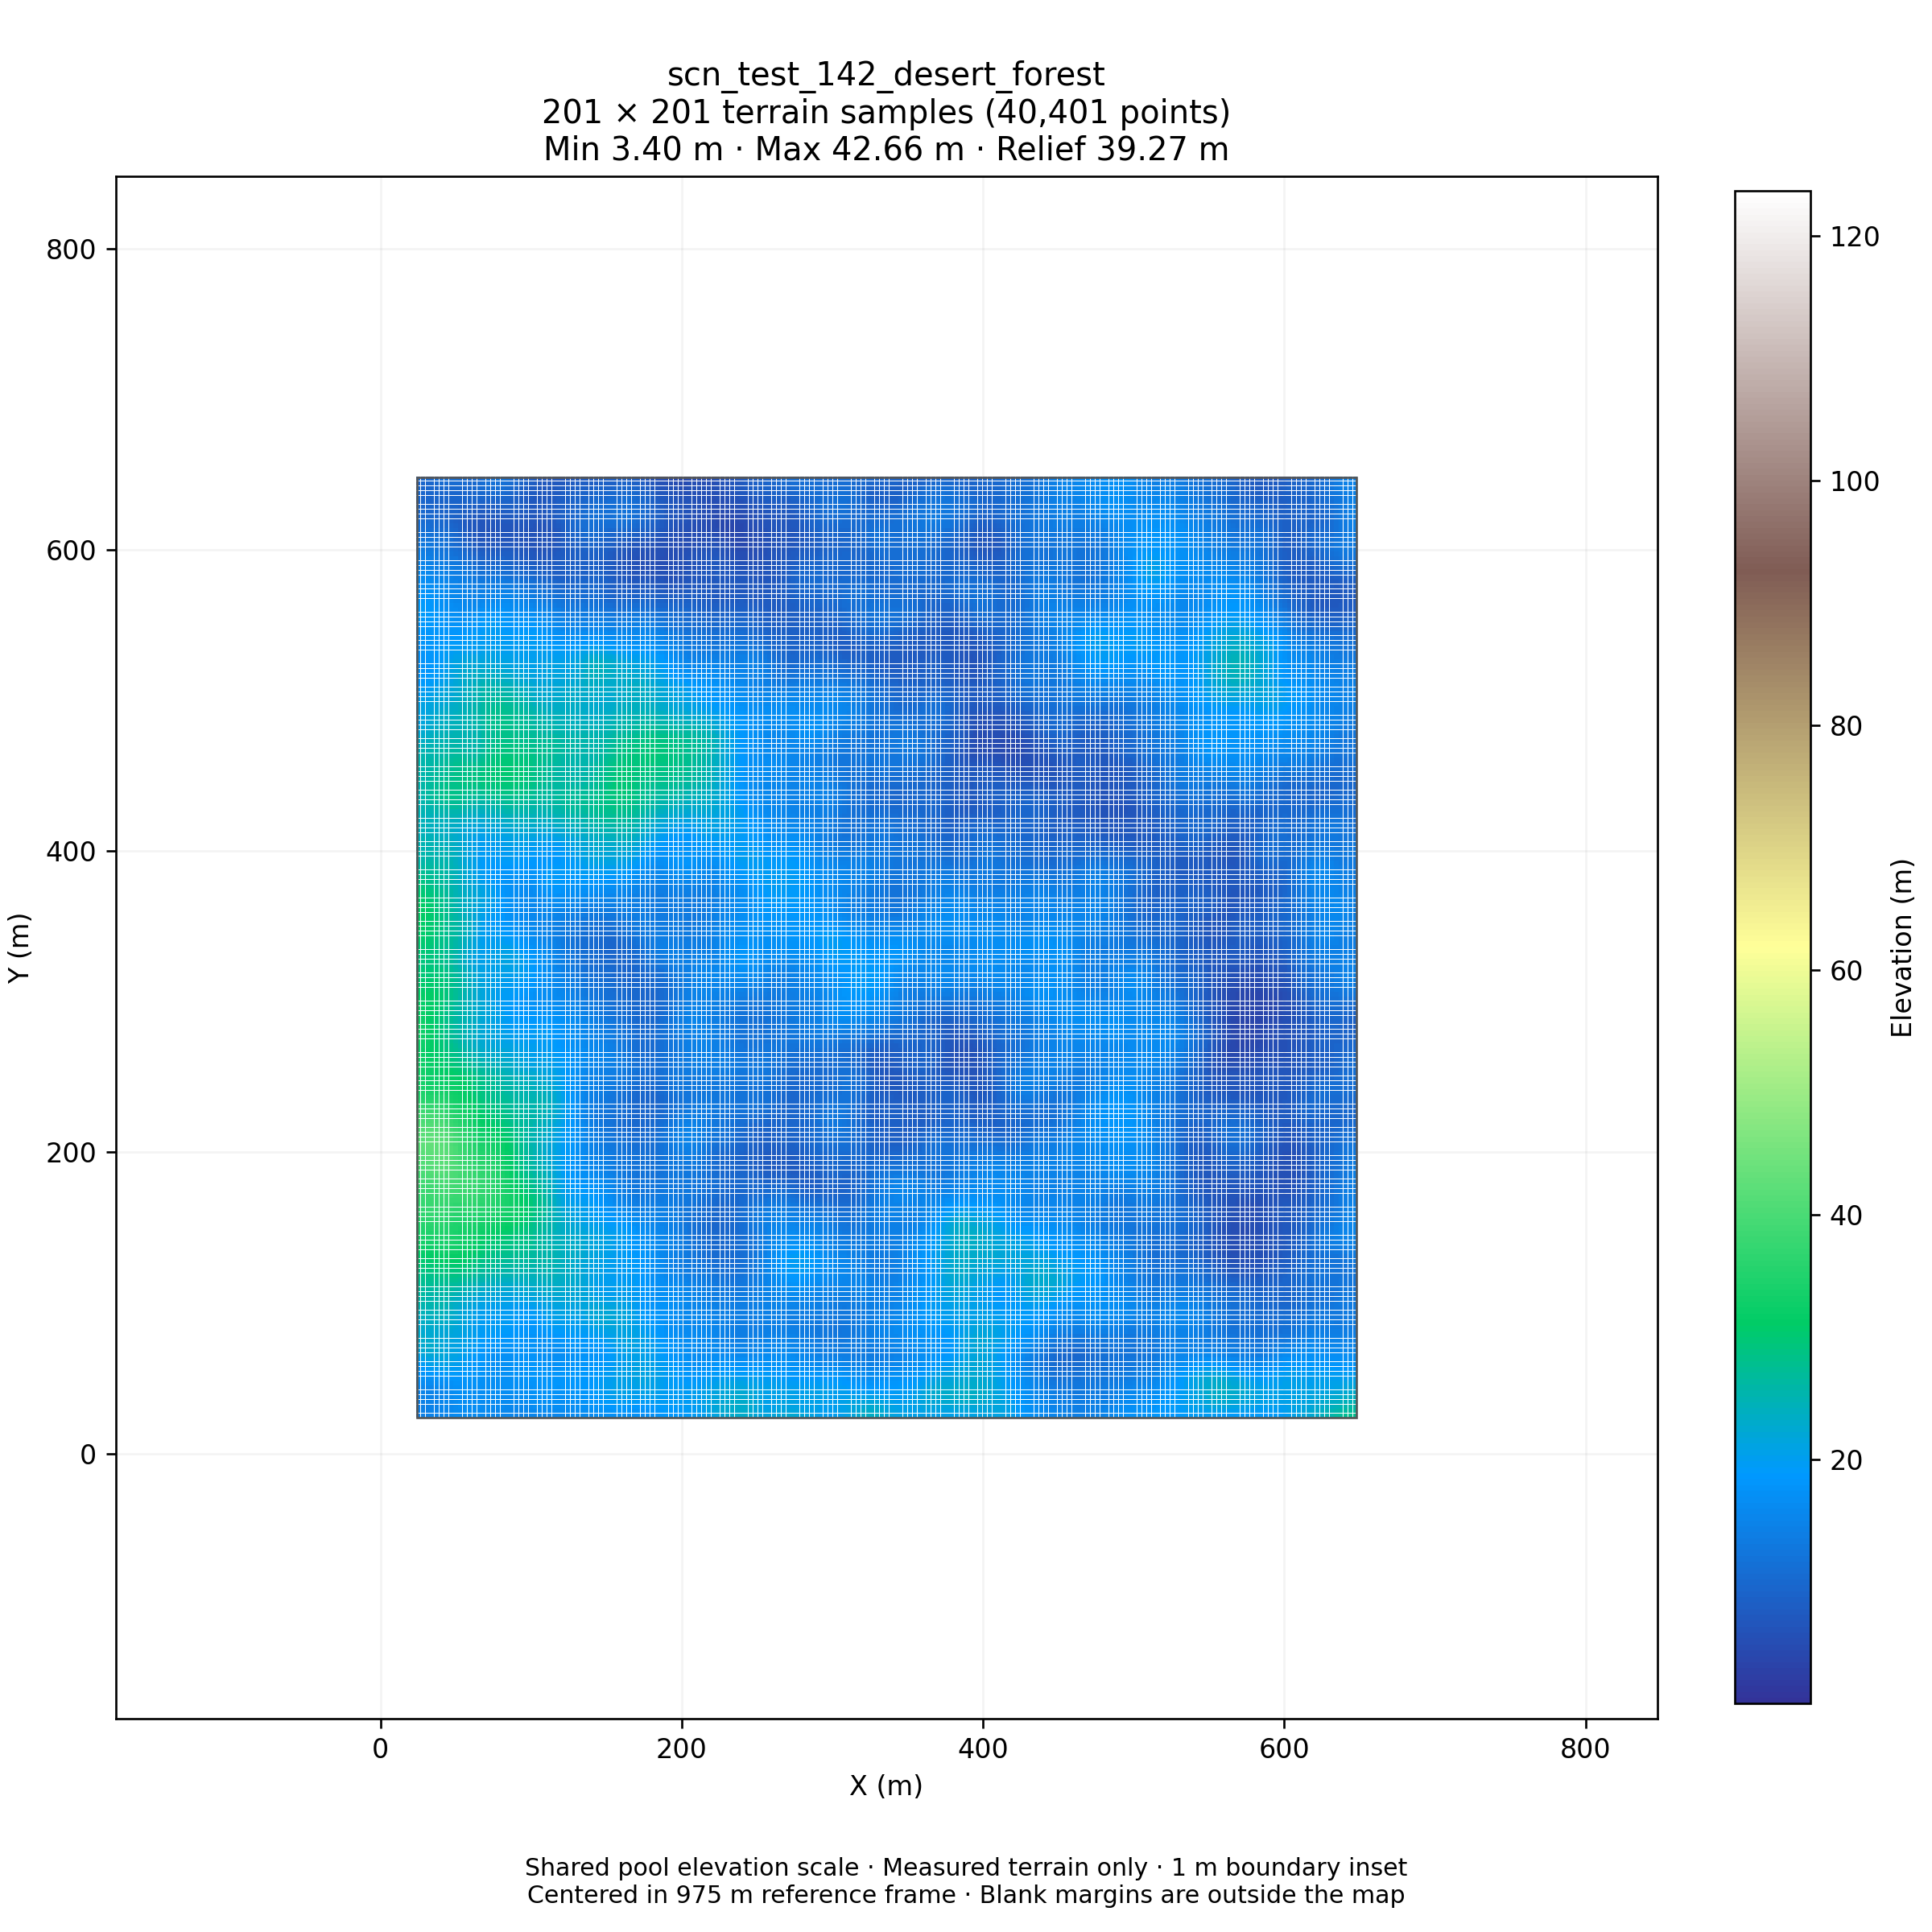 scn_test_142_desert_forest
201 × 201 terrain samples (40,401 points)
Min 3.40 m · Max 42.66 m · Relief 39.27 m
800
600
400
200
0
Y (m)
0
200
400
600
800
X (m)
120
100
80
60
40
20
Elevation (m)
Shared pool elevation scale · Measured terrain only · 1 m boundary inset
Centered in 975 m reference frame · Blank margins are outside the map